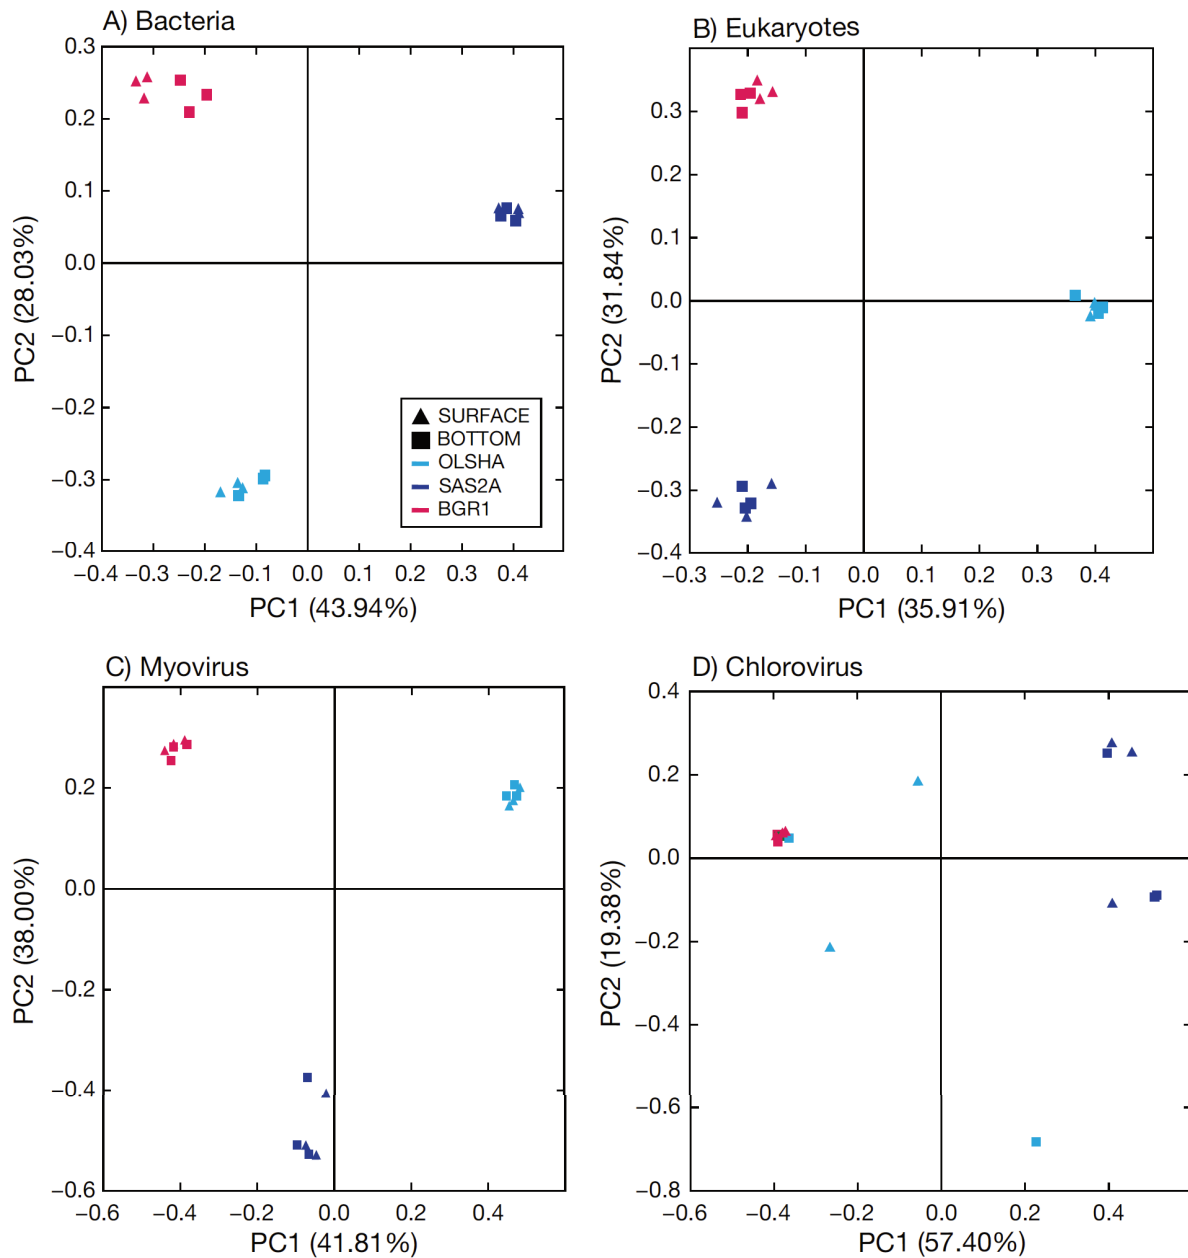 A) Bacteria
0.3
0.2
0.1
0.0
−0.1
−0.2
−0.3
−0.4
PC2 (28.03%)
−0.4 −0.3 −0.2 −0.1 0.0 0.1 0.2 0.3 0.4
PC1 (43.94%)
SURFACE
BOTTOM
OLSHA
SAS2A
BGR1
B) Eukaryotes
0.3
0.2
0.1
0.0
−0.1
−0.2
−0.3
−0.4
PC2 (31.84%)
−0.3 −0.2 −0.1 0.0 0.1 0.2 0.3 0.4
PC1 (35.91%)
C) Myovirus
0.2
0.0
−0.2
−0.4
−0.6
PC2 (38.00%)
−0.6 −0.4 −0.2 0.0 0.2 0.4
PC1 (41.81%)
D) Chlorovirus
0.4
0.2
0.0
−0.2
−0.4
−0.6
−0.8
PC2 (19.38%)
−0.6 −0.4 −0.2 0.0 0.2 0.4
PC1 (57.40%)